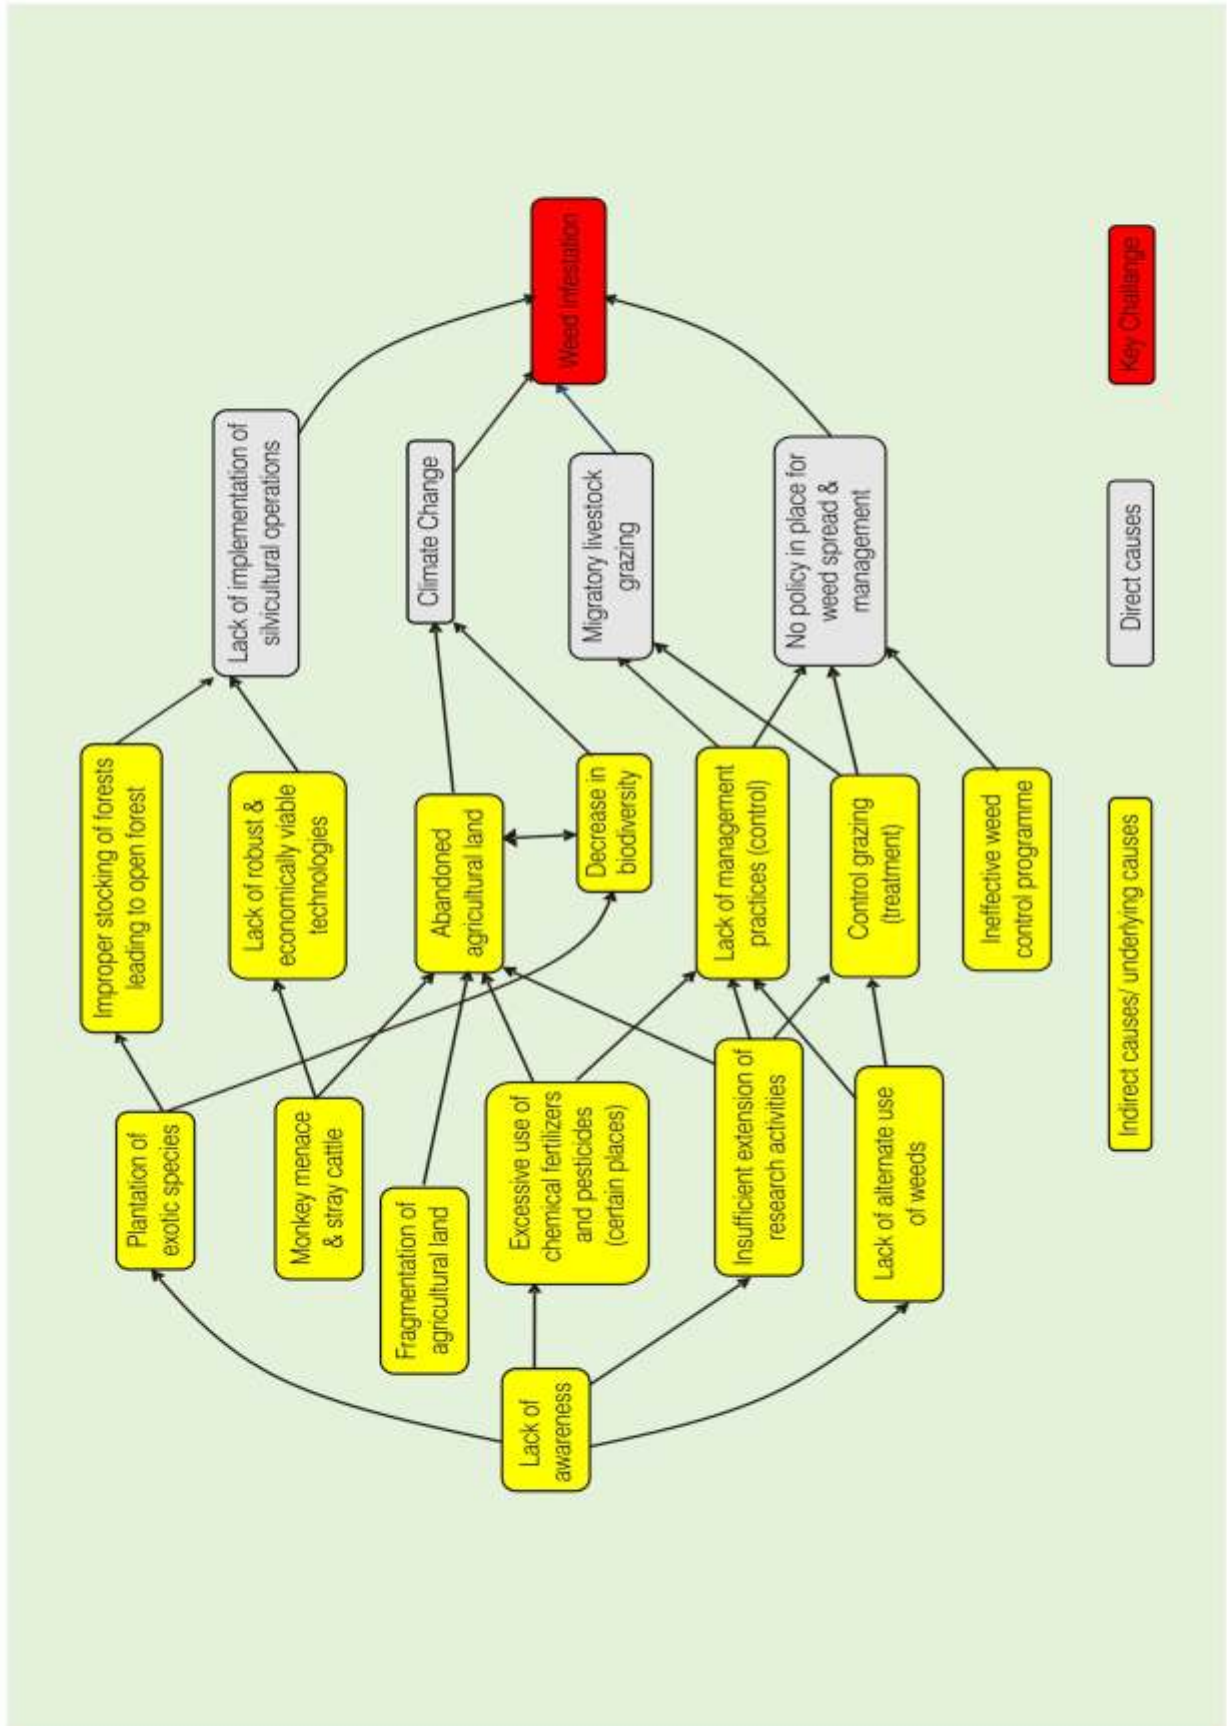 Improper stocking of forests
leading to open forest
Lack of robust &
economically viable
technologies
Lack of implementation of
silvicultural operations
Plantation of
exotic species
Monkey menace
& stray cattle
Abandoned
agricultural land
Climate Change
Weed Infestation
Fragmentation of
agricultural land
Decrease in
biodiversity
Migratory livestock
grazing
Lack of
awareness
Excessive use of
chemical fertilizers
and pesticides
(certain places)
Lack of management
practices (control)
No policy in place for
weed spread &
management
Insufficient extension of
research activities
Control grazing
(treatment)
Lack of alternate use
of weeds
Ineffective weed
control programme
Indirect causes/ underlying causes
Direct causes
Key Challange